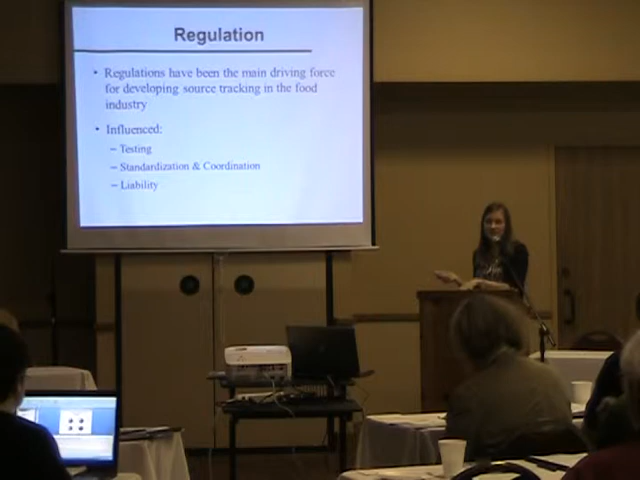 Regulation
• Regulations have been the main driving force
for developing source tracking in the food
industry
• Influenced:
– Testing
– Standardization & Coordination
– Liability